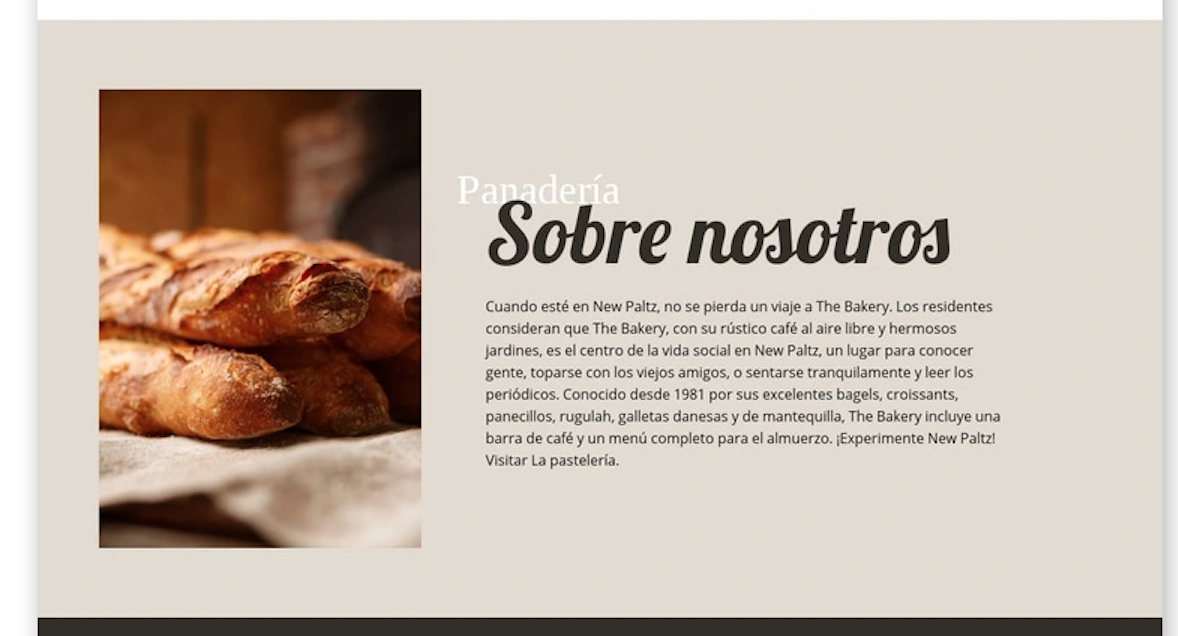 Panadería
Sobre nosotros
Cuando esté en New Paltz, no se pierda un viaje a The Bakery. Los residentes
consideran que The Bakery, con su rústico café al aire libre y hermosos
jardines, es el centro de la vida social en New Paltz, un lugar para conocer
gente, toparse con los viejos amigos, o sentarse tranquilamente y leer los
periódicos. Conocido desde 1981 por sus excelentes bagels, croissants,
panecillos, rugulah, galletas danesas y de mantequilla, The Bakery incluye una
barra de café y un menú completo para el almuerzo. ¡Experimente New Paltz!
Visitar La pastelería.